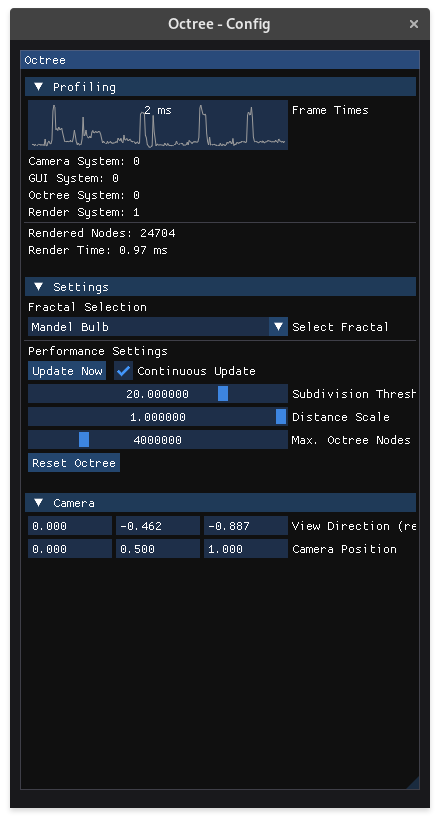 Octree - Config
Octree
Profiling
2 ms
Frame Times
Camera System: 0
GUI System: 0
Octree System: 0
Render System: 1
Rendered Nodes: 24704
Render Time: 0.97 ms
Settings
Fractal Selection
Mandel Bulb Select Fractal
Performance Settings
Update Now Continuous Update
20.000000 Subdivision Thresh
1.000000 Distance Scale
4000000 Max. Octree Nodes
Reset Octree
Camera
0.000 -0.462 -0.887 View Direction (re
0.000 0.500 1.000 Camera Position